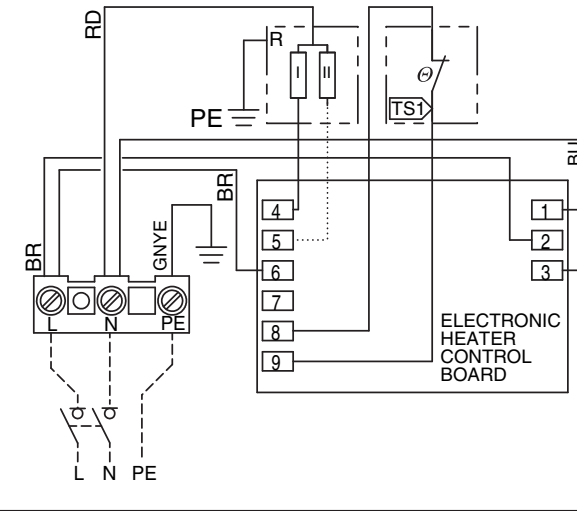 RD
R
I
II
Θ
TS1
PE
BU
BR
BR
GNYE
4
5
6
7
8
9
1
2
3
ELECTRONIC
HEATER
CONTROL
BOARD
L
N
PE
L
N
PE